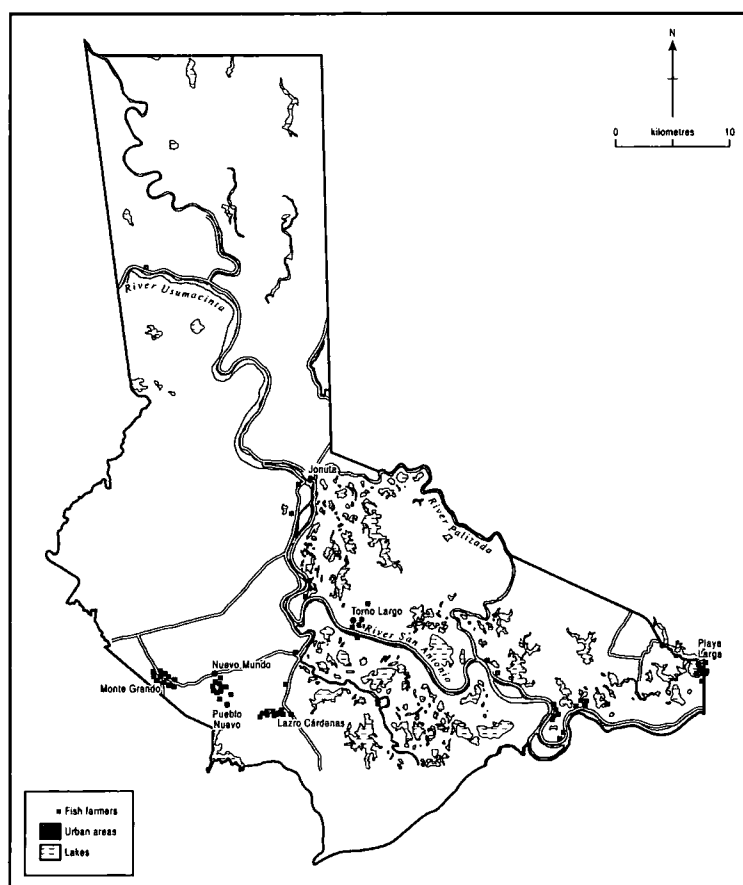 N
0 kilometres 10
River Usumacinta
Jonuta
River Palizada
Torno Largo
River San Antonio
Playa
Larga
Nuevo Mundo
Monte Grande
Pueblo
Nuevo
Lazro Cárdenas
Fish farmers
Urban areas
Lakes